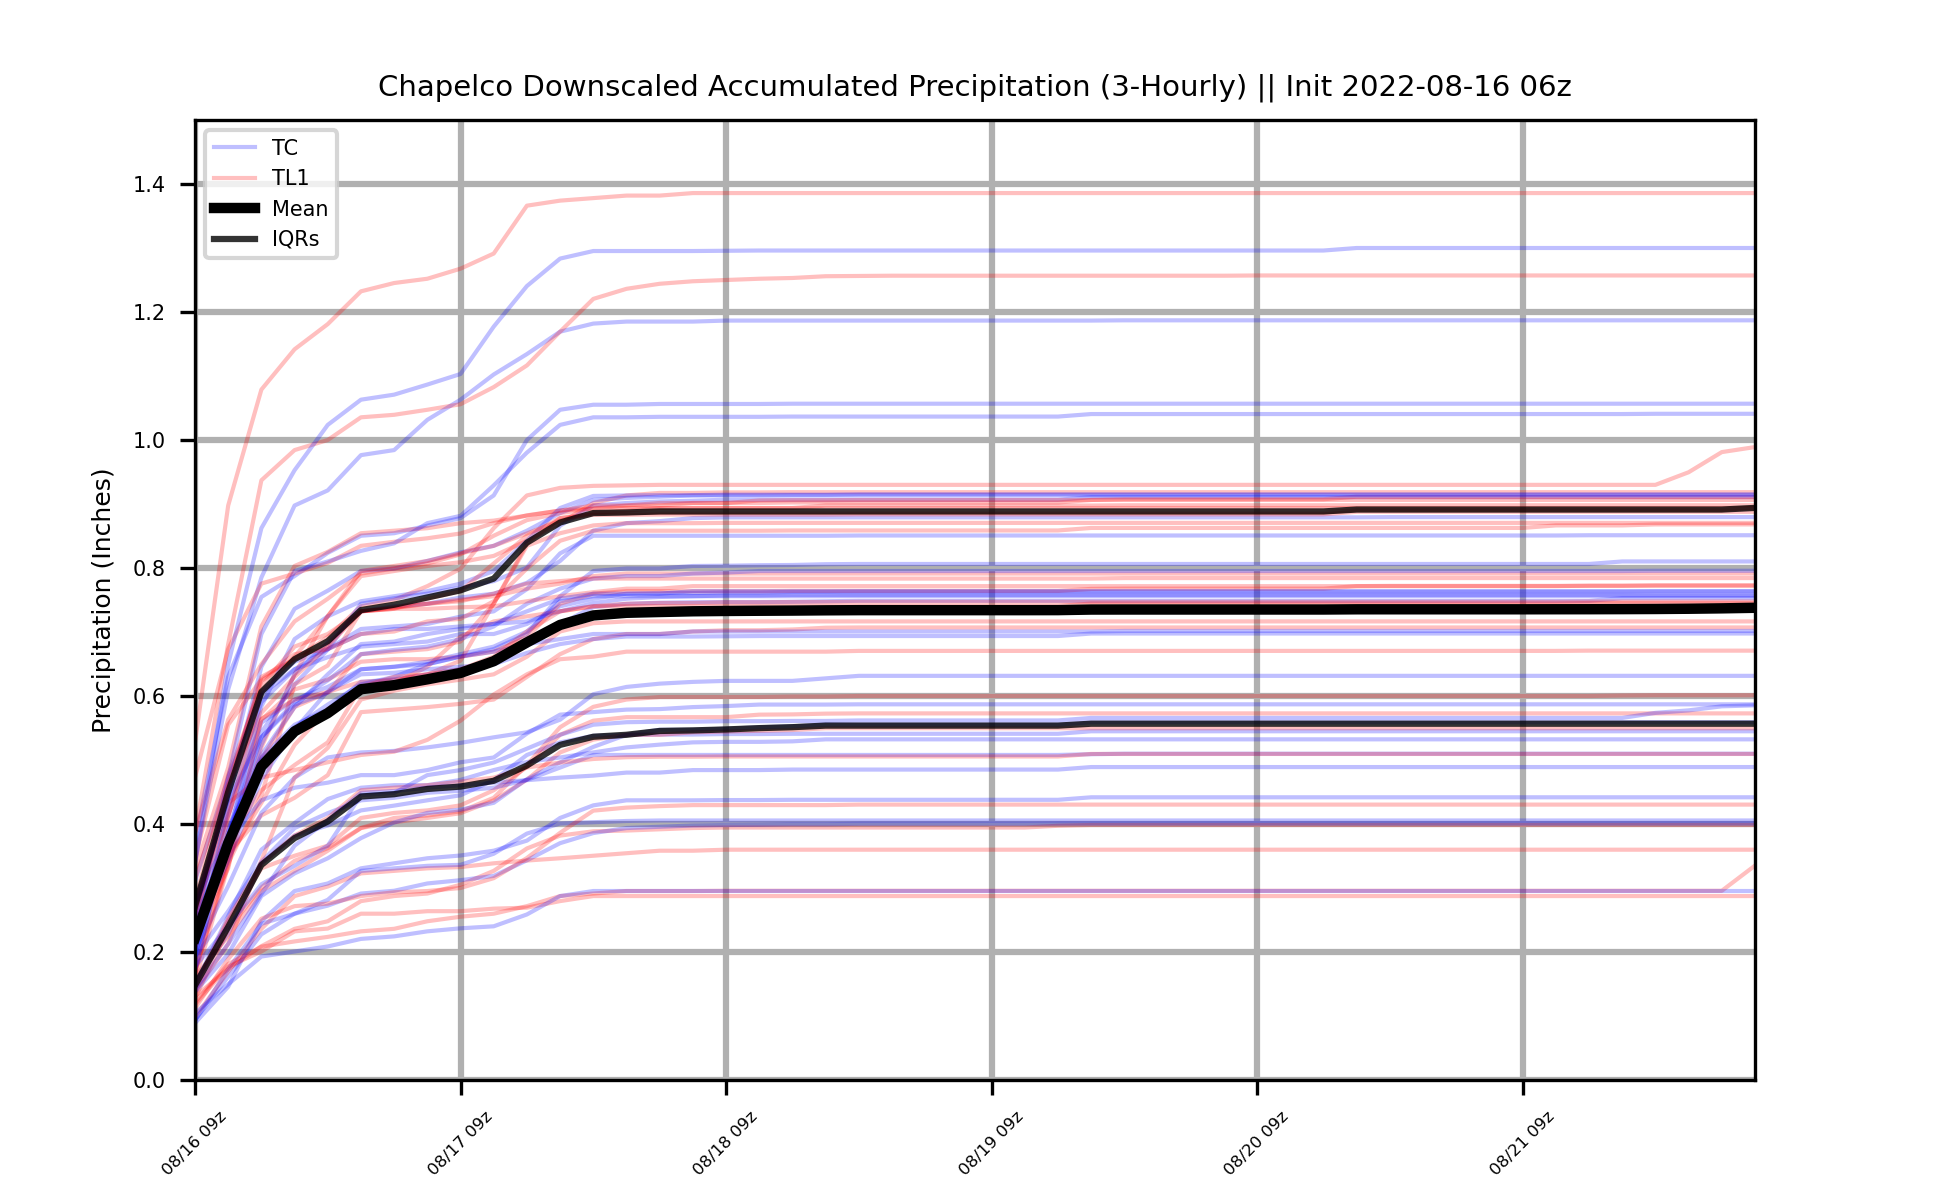 Chapelco Downscaled Accumulated Precipitation (3-Hourly) || Init 2022-08-16 06z
TC
TL1
Mean
IQRs
Precipitation (Inches)
1.4
1.2
1.0
0.8
0.6
0.4
0.2
0.0
08/16 09z
08/17 09z
08/18 09z
08/19 09z
08/20 09z
08/21 09z